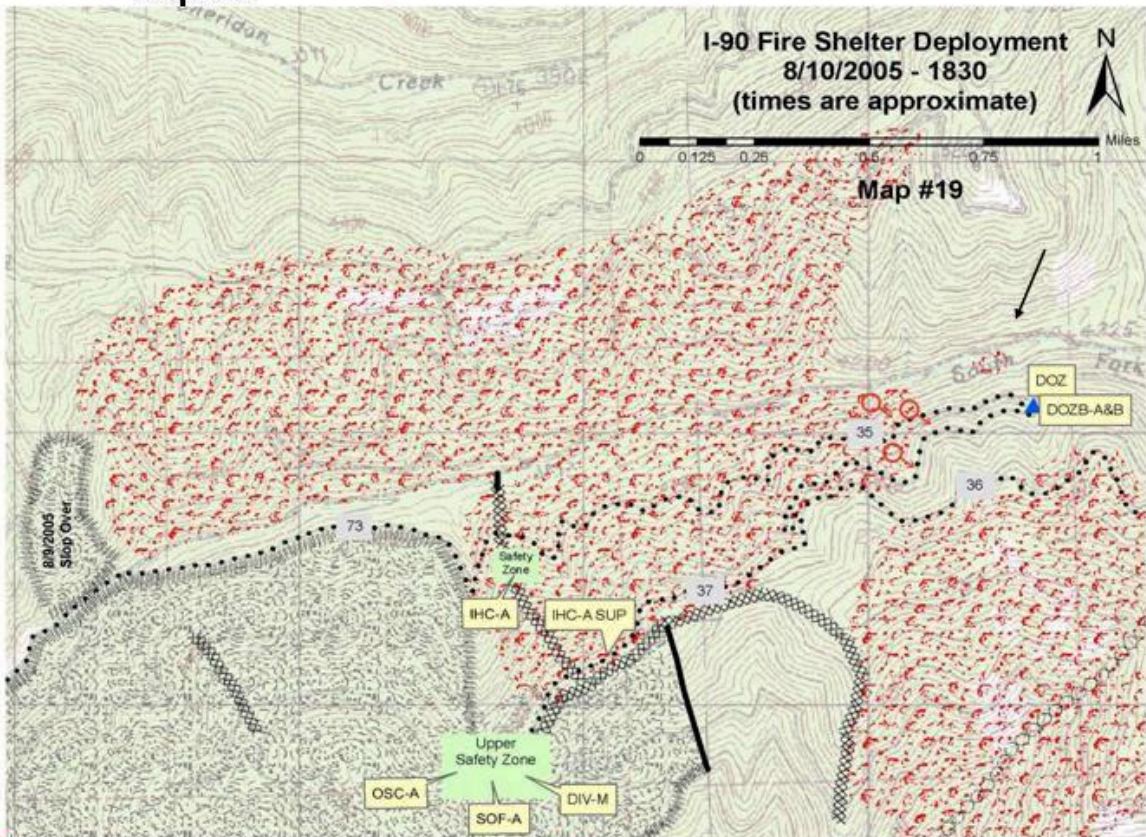 Sheridan
Creek
I-90 Fire Shelter Deployment
8/10/2005 - 1830
(times are approximate)
N
Miles
0 0.125 0.25 0.5 0.75 1
Map #19
South Fork
DOZ
DOZB-A&B
35
36
8/9/2005
Slop Over
73
Safety
Zone
IHC-A
IHC-A SUP
37
Upper
Safety Zone
OSC-A
SOF-A
DIV-M